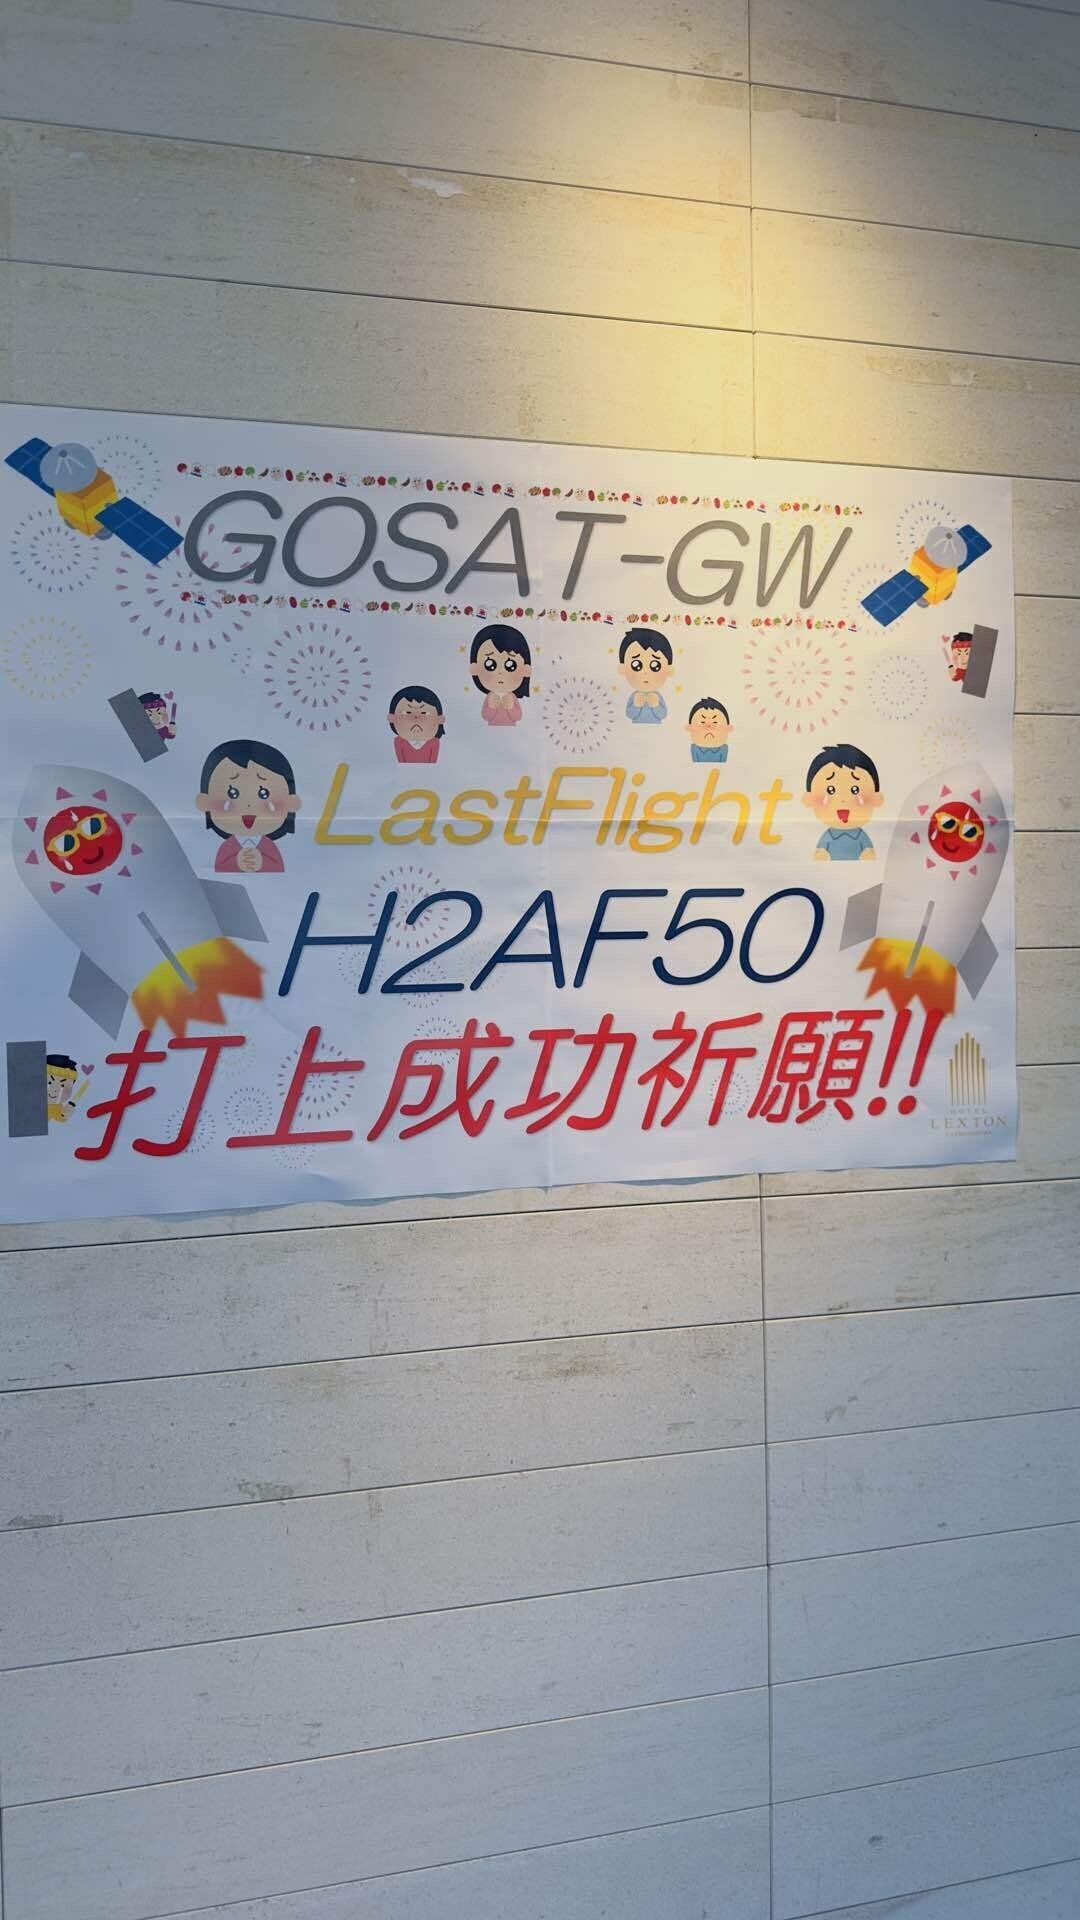 GOSAT-GW
LastFlight
H2AF50
打上成功祈願!!
HOTEL
LEXTON